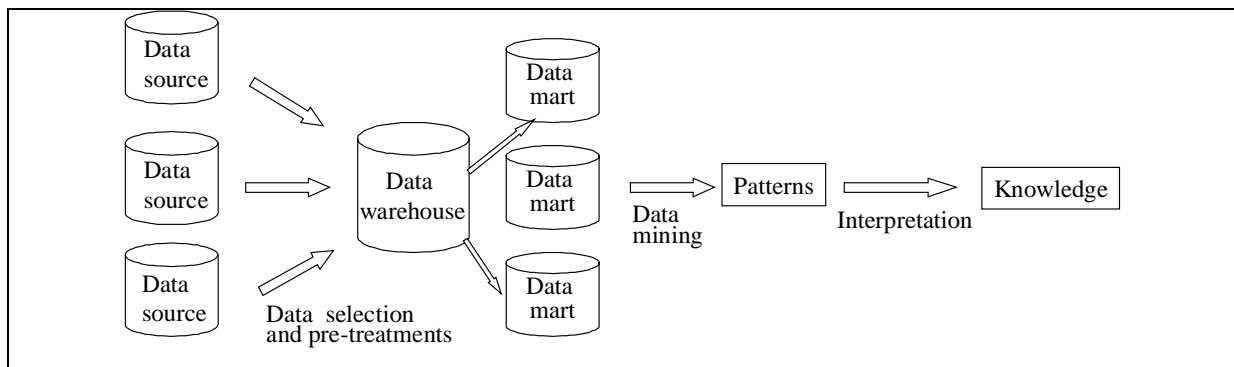 Data
source
Data
source
Data
source
Data selection
and pre-treatments
Data
warehouse
Data
mart
Data
mart
Data
mart
Data
mining
Patterns
Interpretation
Knowledge